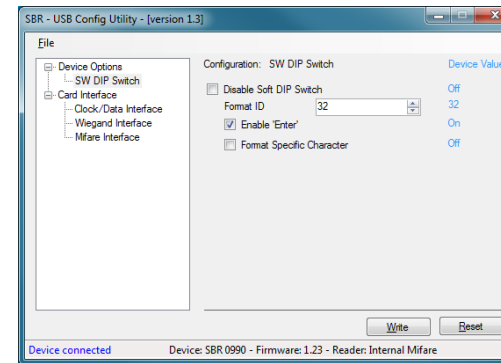 SBR - USB Config Utility - [version 1.3]
File
Device Options
SW DIP Switch
Card Interface
Clock/Data Interface
Wiegand Interface
Mifare Interface
Configuration: SW DIP Switch Device Value
Disable Soft DIP Switch Off
Format ID 32 32
Enable 'Enter' On
Format Specific Character Off
Write Reset
Device connected Device: SBR 0990 - Firmware: 1.23 - Reader: Internal Mifare